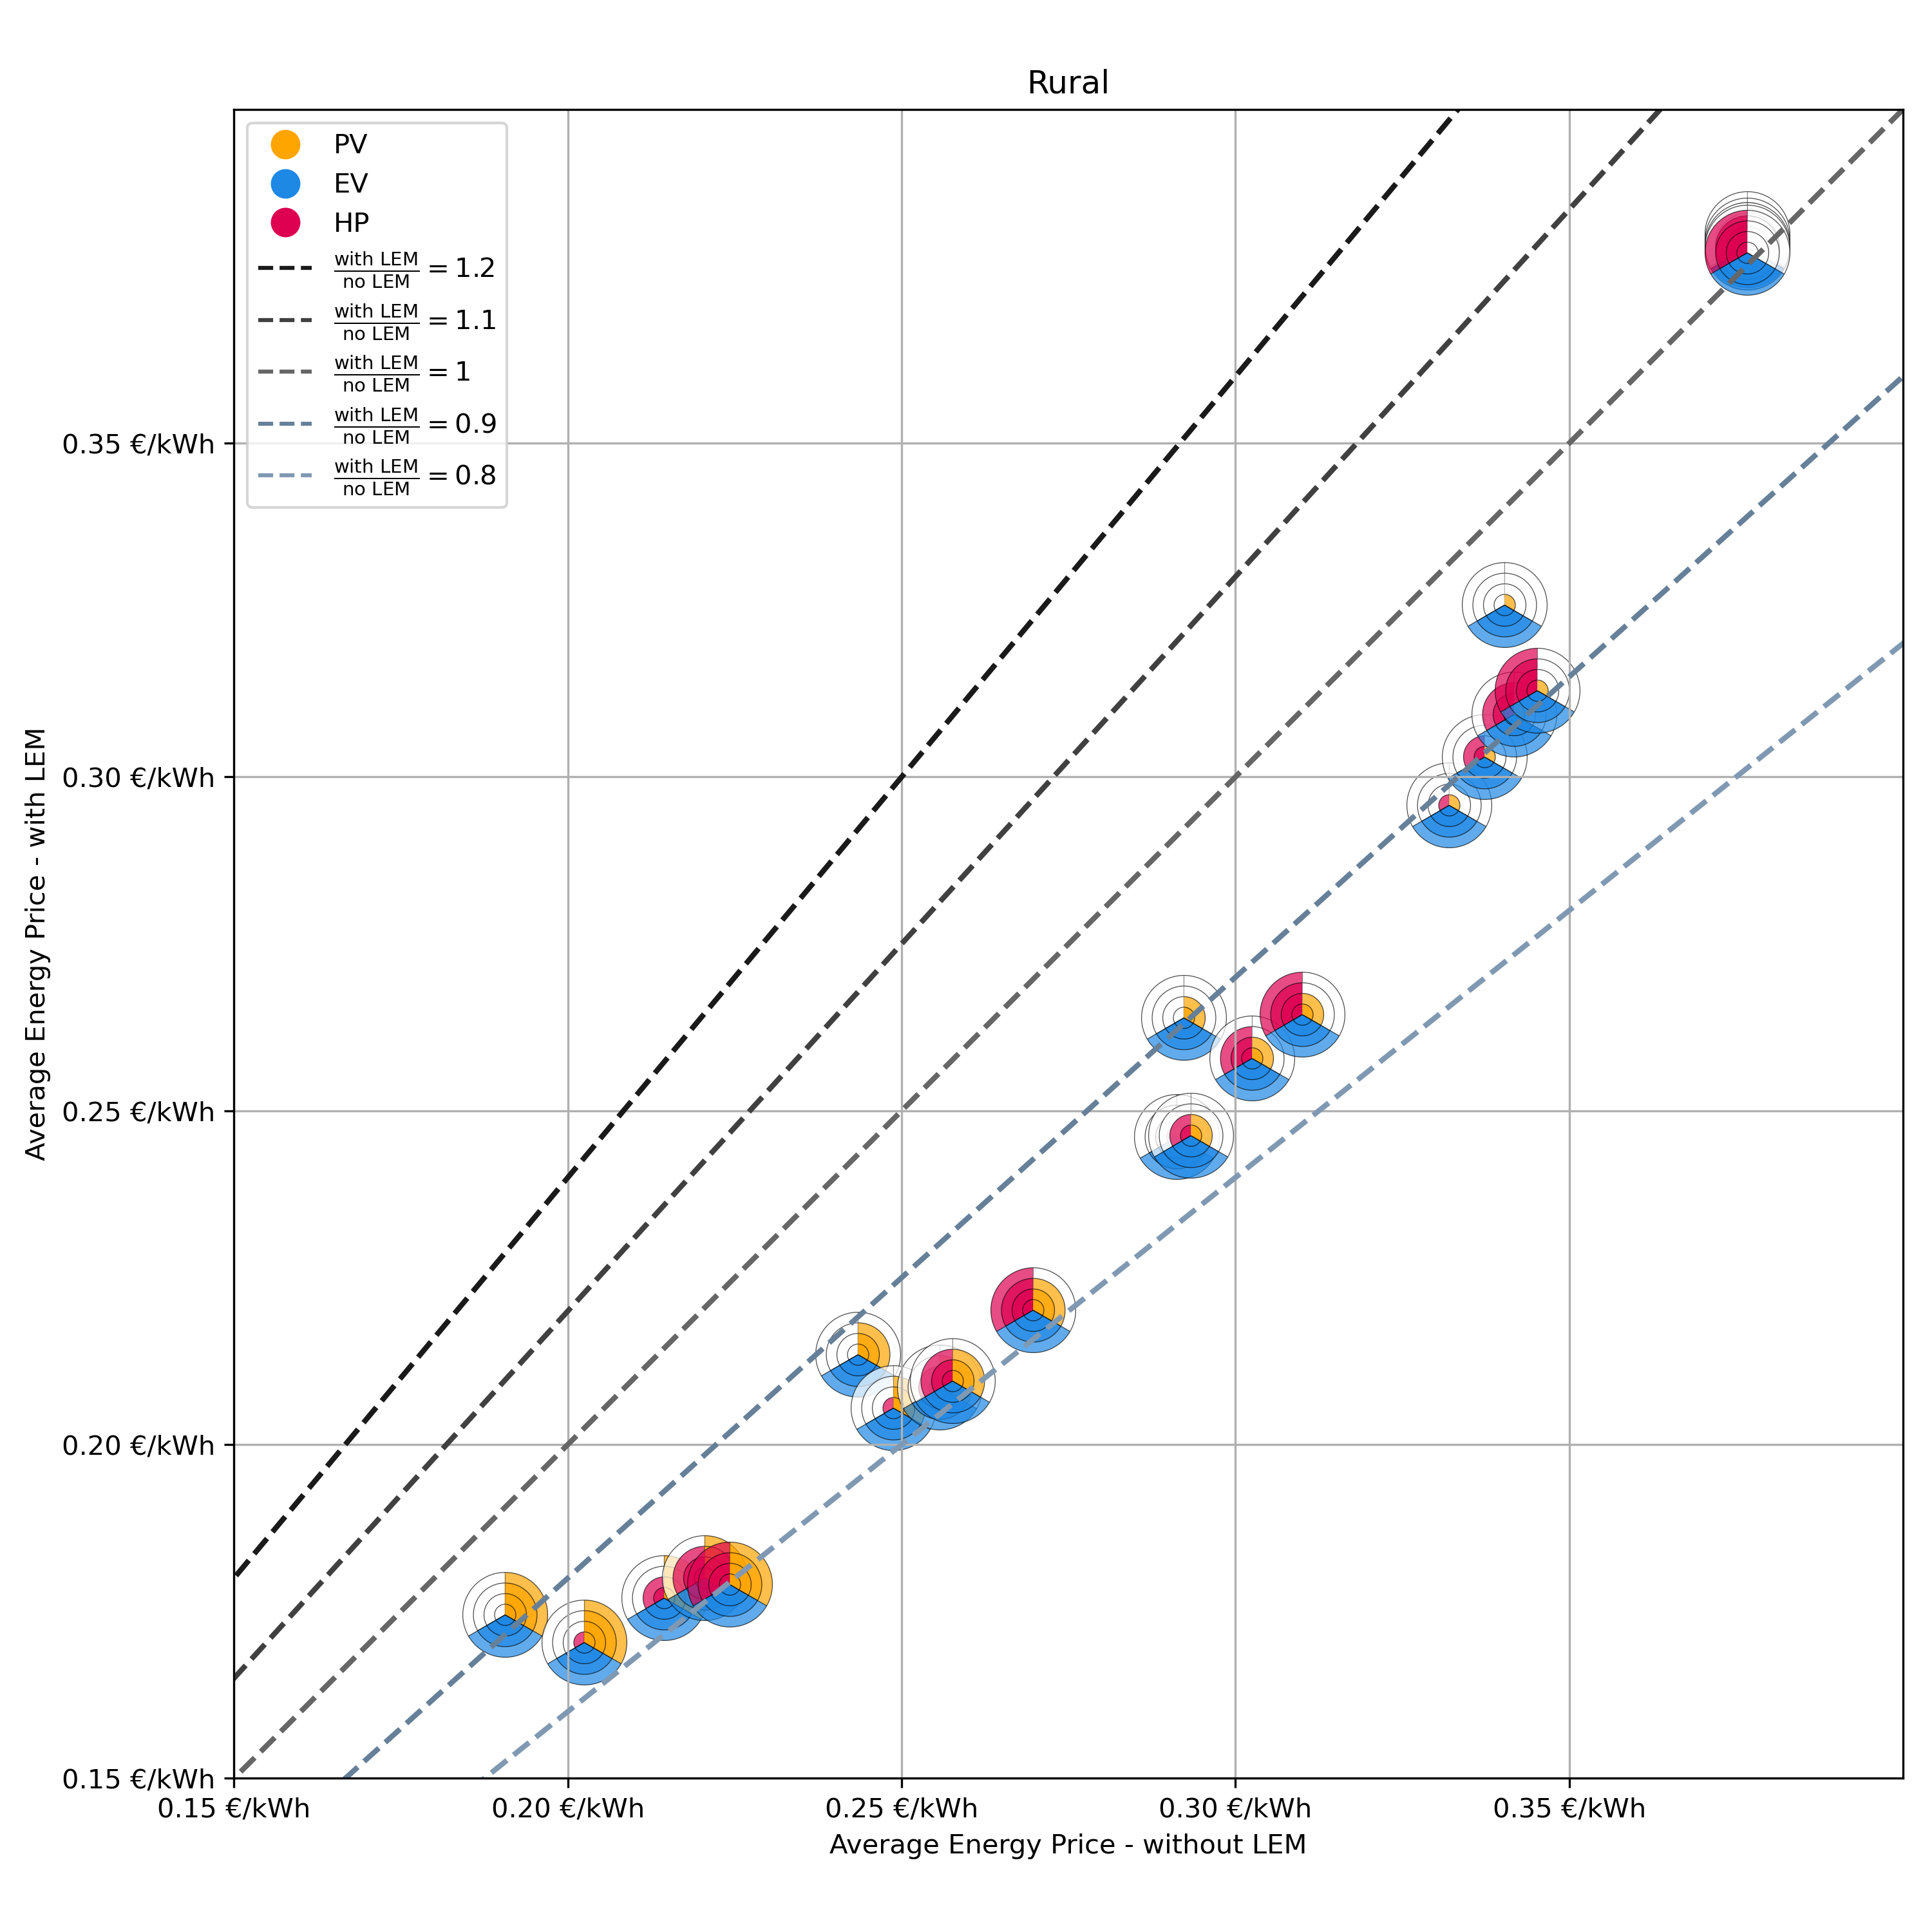 Rural
PV
EV
HP
with LEM
no LEM = 1.2
with LEM
no LEM = 1.1
with LEM
no LEM = 1
with LEM
no LEM = 0.9
with LEM
no LEM = 0.8
Average Energy Price - with LEM
0.35 €/kWh
0.30 €/kWh
0.25 €/kWh
0.20 €/kWh
0.15 €/kWh
0.15 €/kWh 0.20 €/kWh 0.25 €/kWh 0.30 €/kWh 0.35 €/kWh
Average Energy Price - without LEM